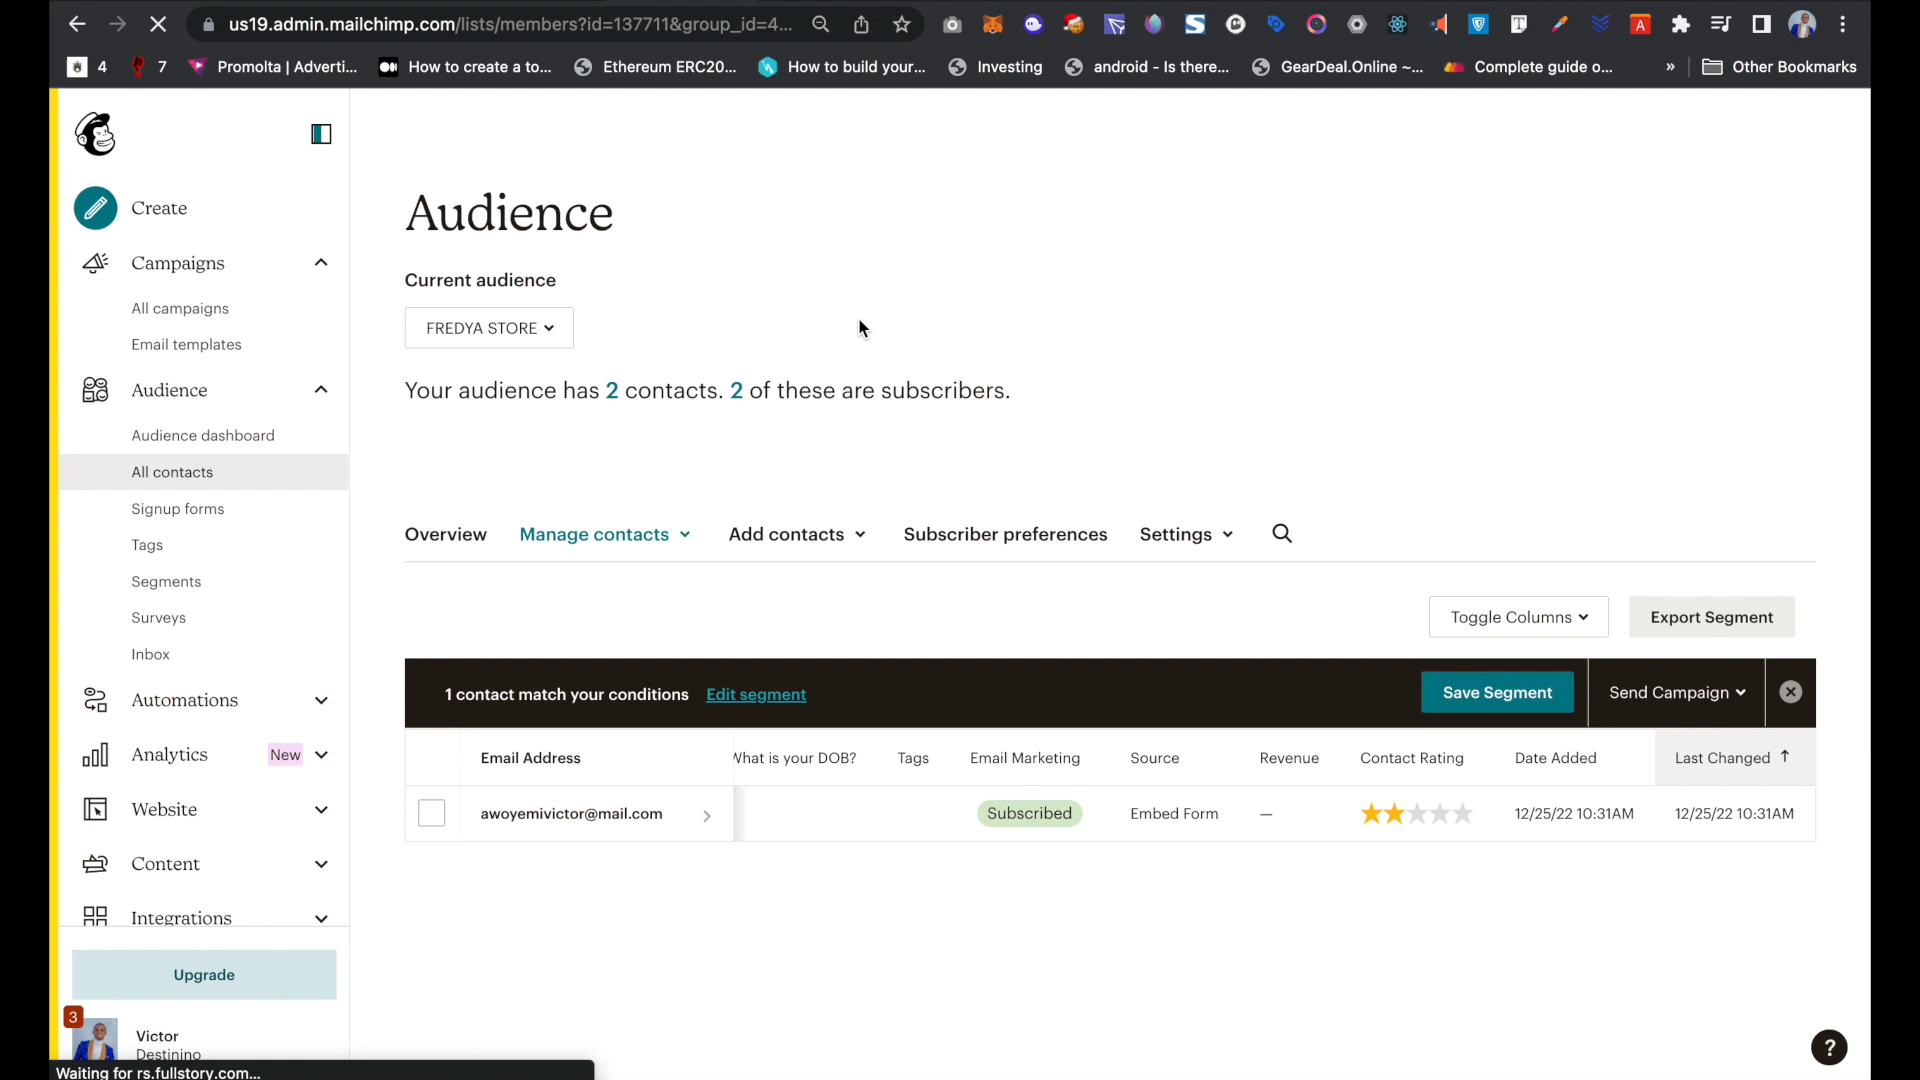 us19.admin.mailchimp.com/lists/members?id=137711&group_id=4...
4
7
Promolta | Adverti...
How to create a to...
Ethereum ERC20...
How to build your...
Investing
android - Is there...
GearDeal.Online ~...
Complete guide o...
»
Other Bookmarks
Create
Campaigns
All campaigns
Email templates
Audience
Audience dashboard
All contacts
Signup forms
Tags
Segments
Surveys
Inbox
Automations
Analytics New
Website
Content
Integrations
Upgrade
3
Victor
Destinino
Waiting for rs.fullstory.com...
Audience
Current audience
FREDYA STORE
Your audience has 2 contacts. 2 of these are subscribers.
Overview Manage contacts Add contacts Subscriber preferences Settings
Toggle Columns Export Segment
1 contact match your conditions Edit segment Save Segment Send Campaign
Email Address What is your DOB? Tags Email Marketing Source Revenue Contact Rating Date Added Last Changed
awoyemivictor@mail.com Subscribed Embed Form — 12/25/22 10:31AM 12/25/22 10:31AM
?